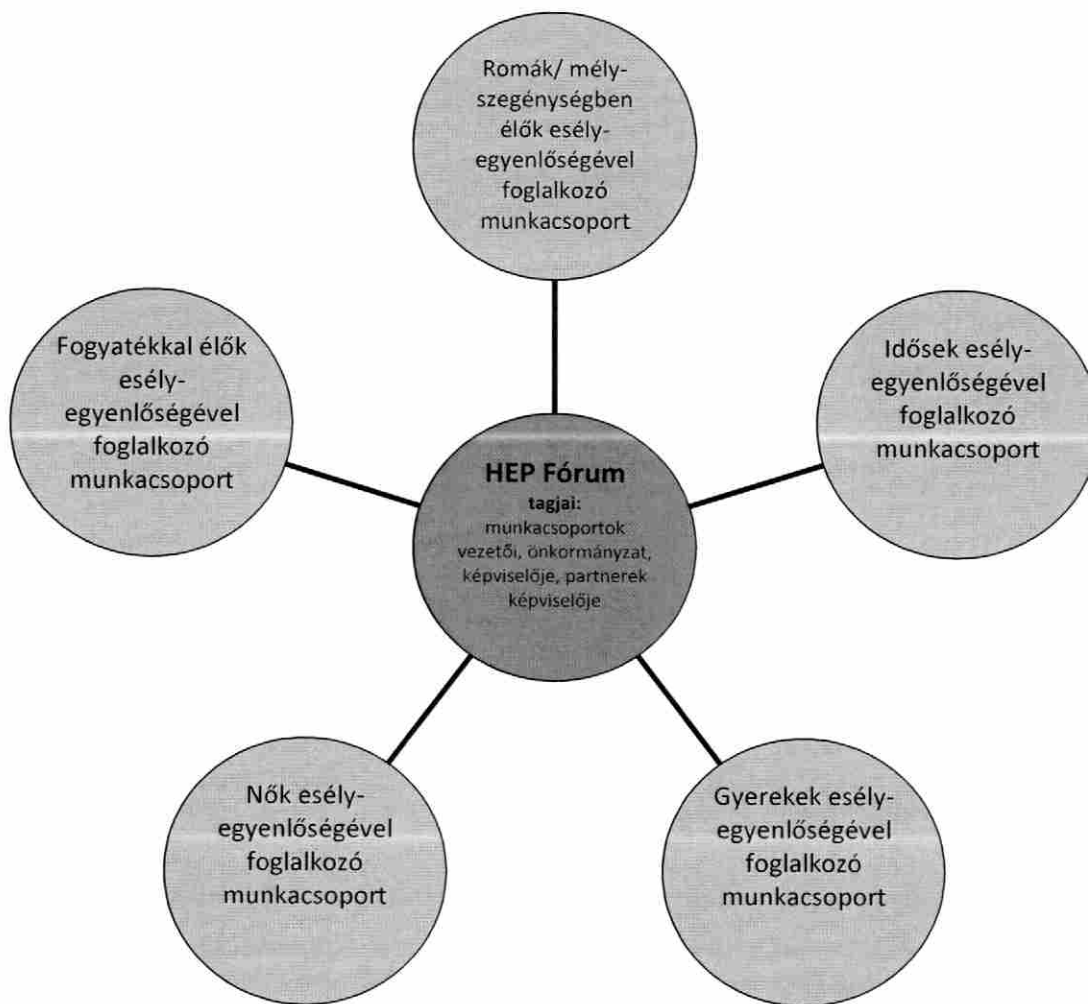 Romák/ mély-
szegénységben
élők esély-
egyenlőségével
foglalkozó
munkacsoport
Fogyatékkal élők
esély-
egyenlőségével
foglalkozó
munkacsoport
Idősek esély-
egyenlőségével
foglalkozó
munkacsoport
HEP Fórum
tagjai:
munkacsoportok
vezetői, önkormányzat,
képviselője, partnerek
képviselője
Nők esély-
egyenlőségével
foglalkozó
munkacsoport
Gyerekek esély-
egyenlőségével
foglalkozó
munkacsoport